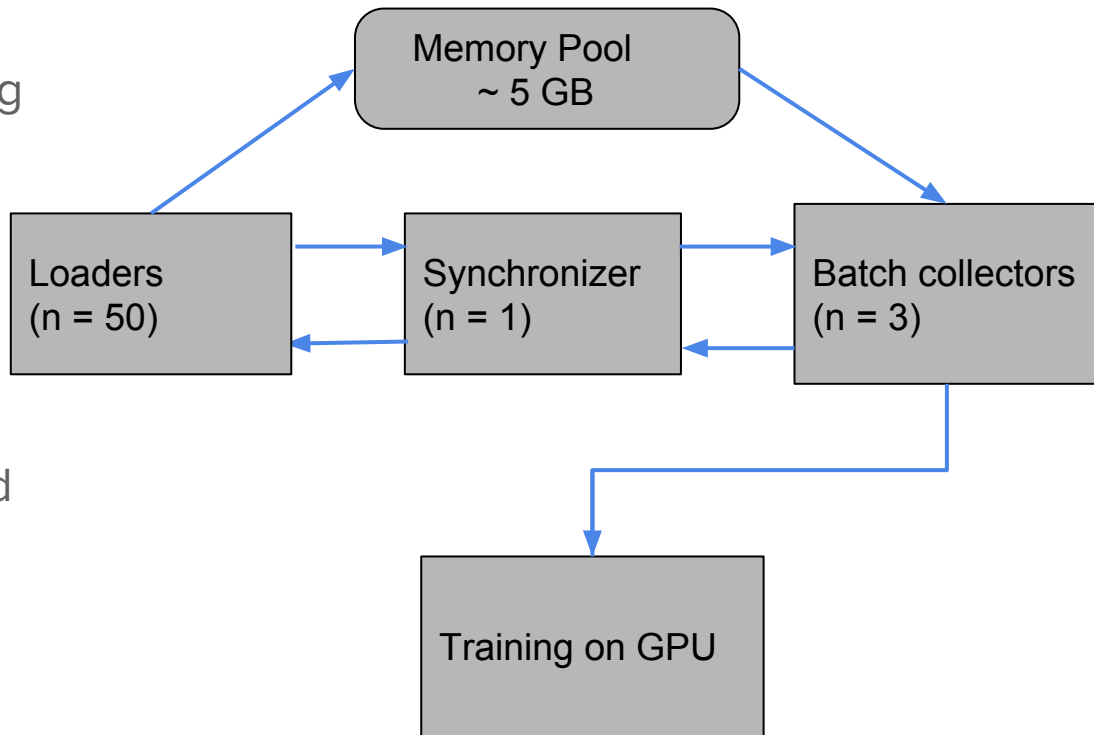 Memory Pool
~ 5 GB
g
Loaders
(n = 50)
Synchronizer
(n = 1)
Batch collectors
(n = 3)
d
Training on GPU